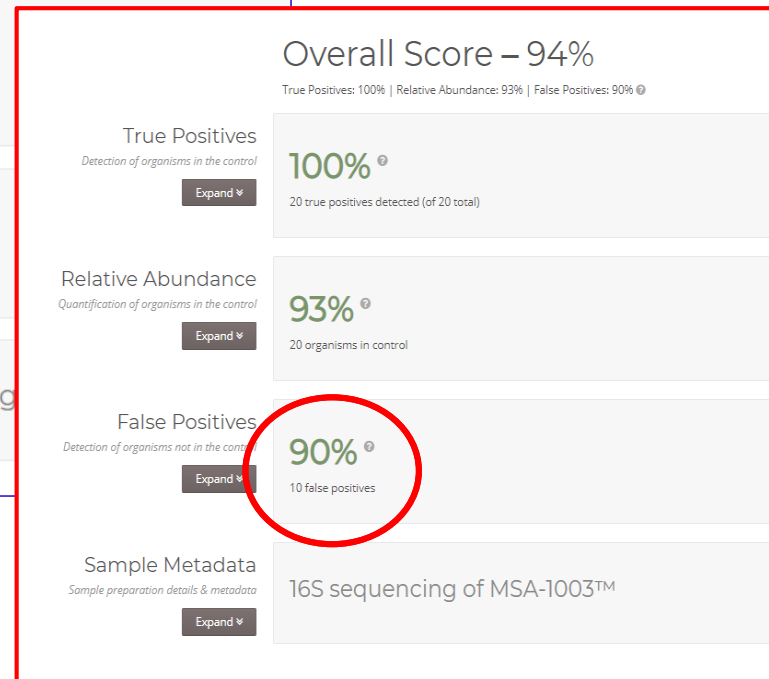 Overall Score – 94%
True Positives: 100% | Relative Abundance: 93% | False Positives: 90%
True Positives
Detection of organisms in the control
Expand
100%
20 true positives detected (of 20 total)
Relative Abundance
Quantification of organisms in the control
Expand
93%
20 organisms in control
False Positives
Detection of organisms not in the control
Expand
90%
10 false positives
Sample Metadata
Sample preparation details & metadata
Expand
16S sequencing of MSA-1003™
g